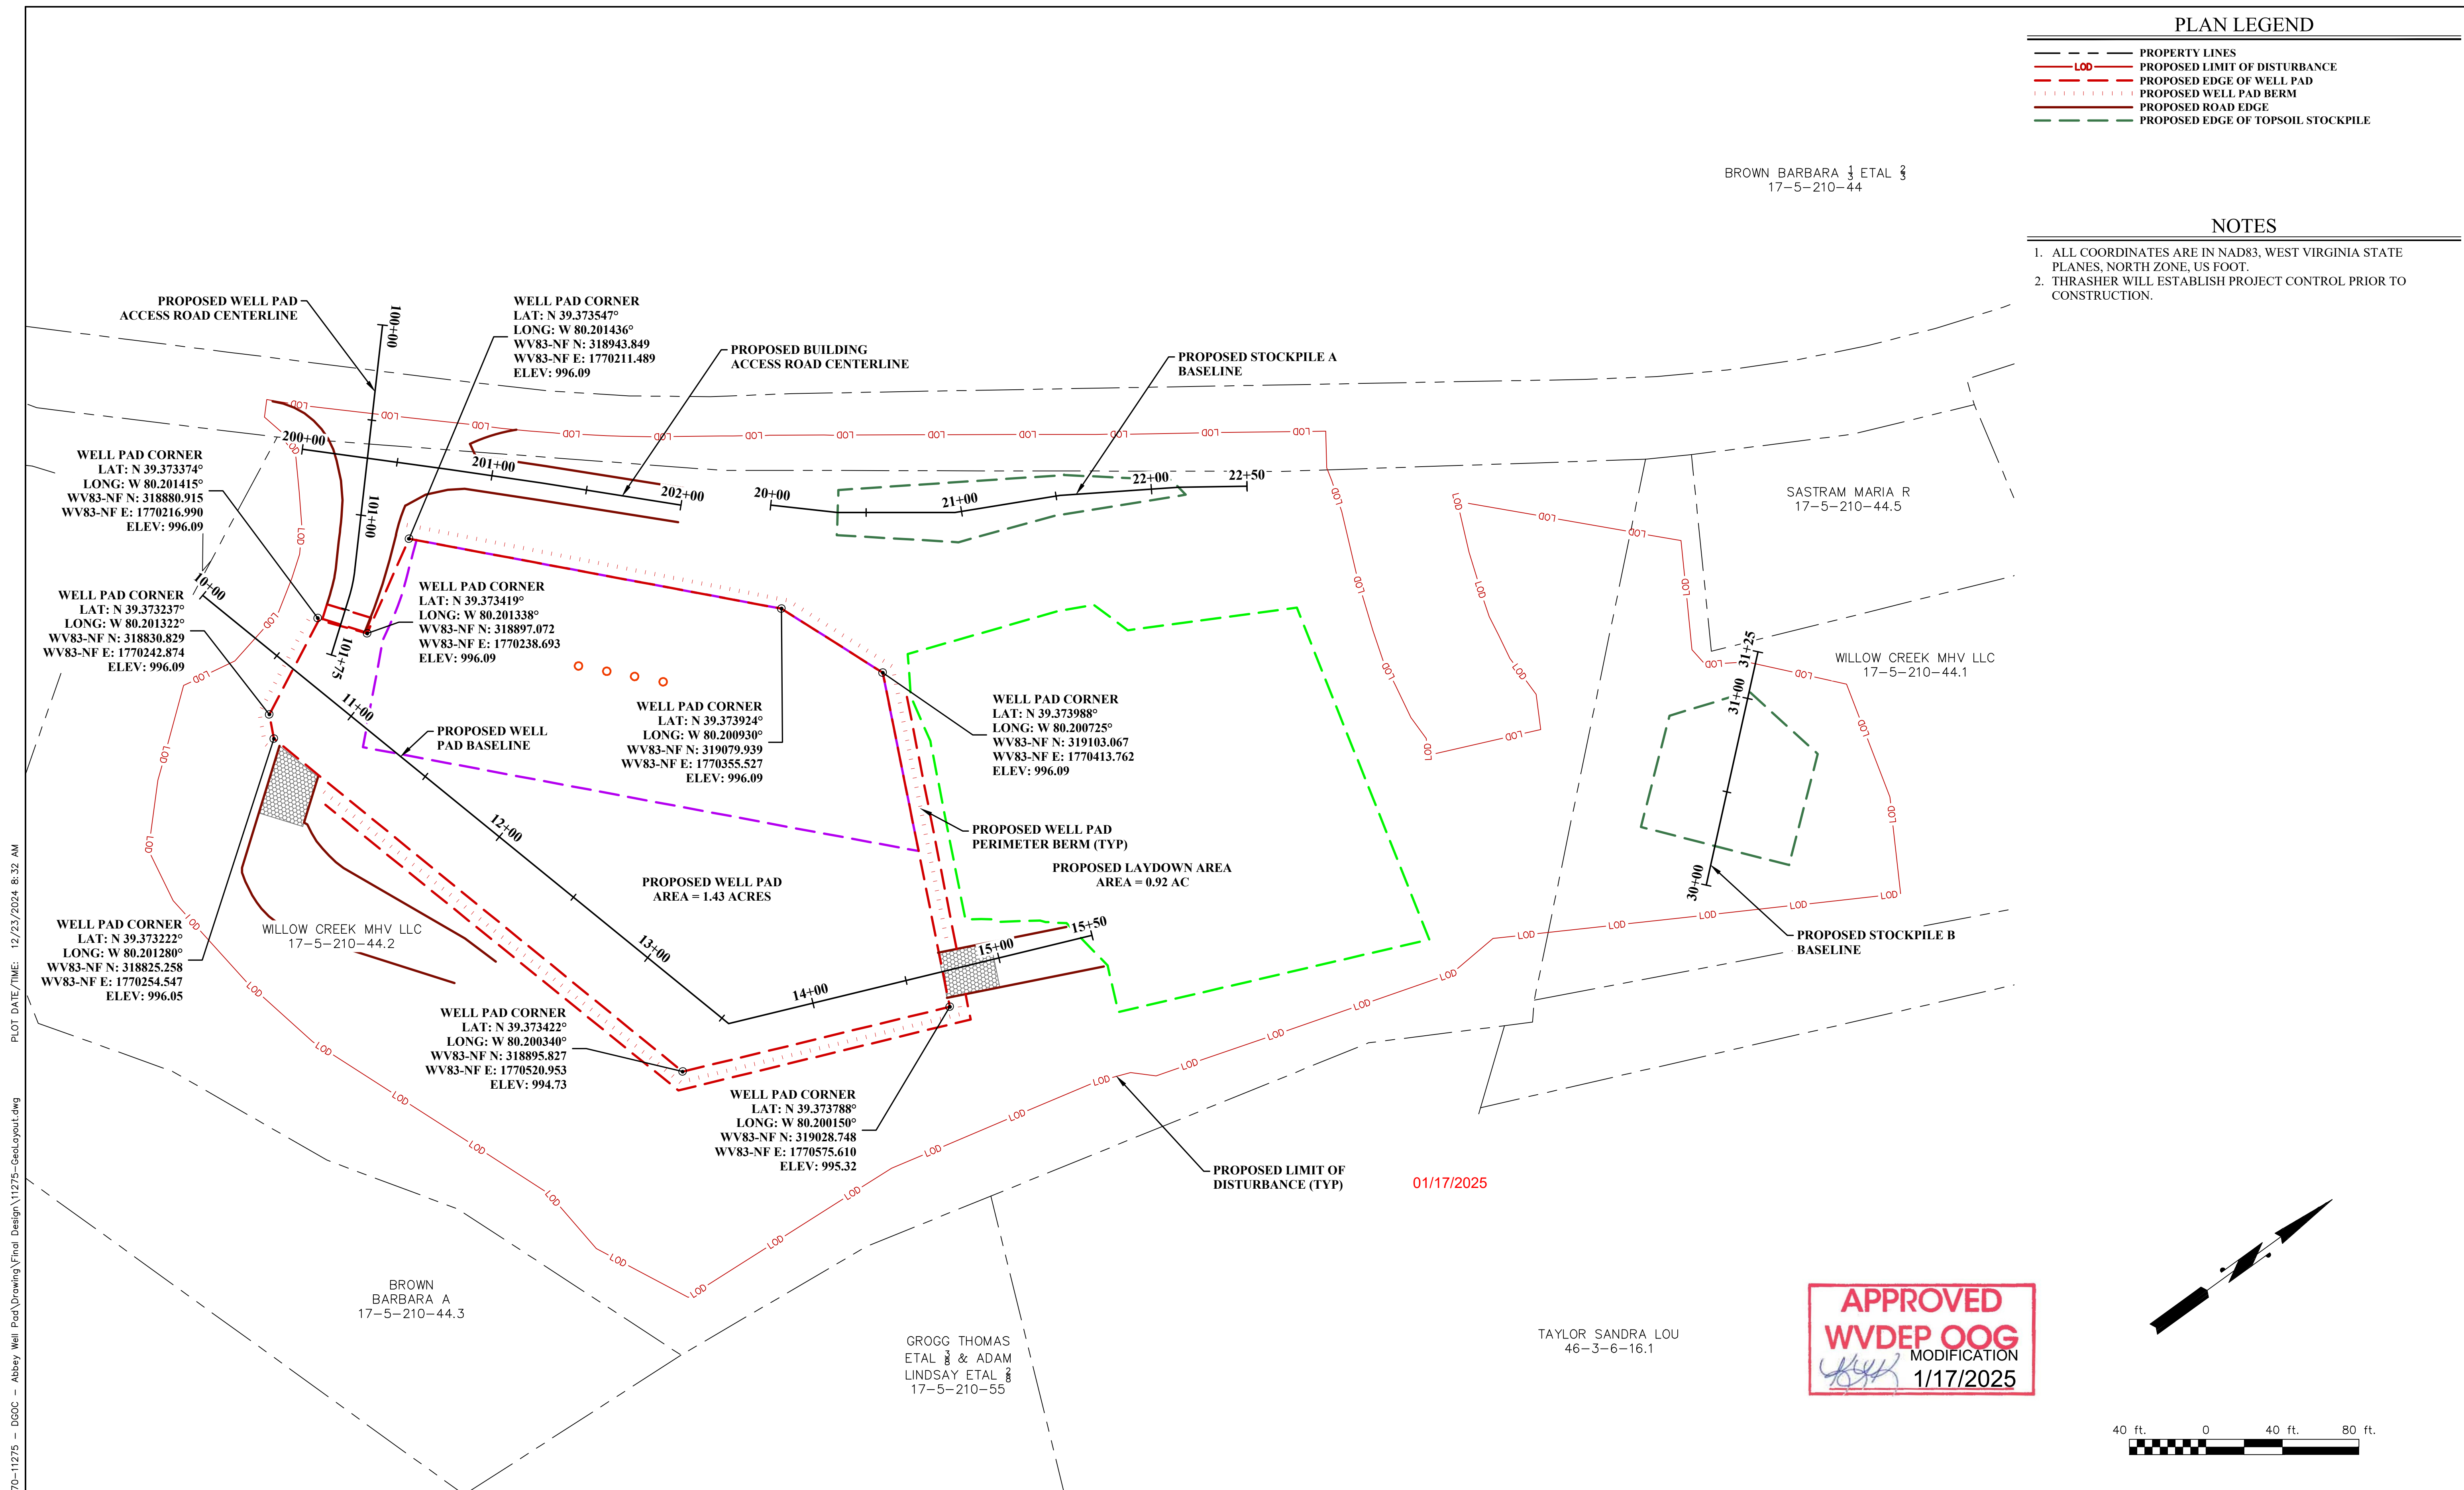 PLAN LEGEND
PROPERTY LINES
LOD PROPOSED LIMIT OF DISTURBANCE
PROPOSED EDGE OF WELL PAD
PROPOSED WELL PAD BERM
PROPOSED ROAD EDGE
PROPOSED EDGE OF TOPSOIL STOCKPILE
NOTES
1. ALL COORDINATES ARE IN NAD83, WEST VIRGINIA STATE
PLANES, NORTH ZONE, US FOOT.
2. THRASHER WILL ESTABLISH PROJECT CONTROL PRIOR TO
CONSTRUCTION.
BROWN BARBARA 1/3 ETAL 2/3
17-5-210-44
PROPOSED WELL PAD
ACCESS ROAD CENTERLINE
100+00
101+00
101+75
WELL PAD CORNER
LAT: N 39.373547°
LONG: W 80.201436°
WV83-NF N: 318943.849
WV83-NF E: 1770211.489
ELEV: 996.09
PROPOSED BUILDING
ACCESS ROAD CENTERLINE
200+00
201+00
202+00
PROPOSED STOCKPILE A
BASELINE
20+00
21+00
22+00
22+50
WELL PAD CORNER
LAT: N 39.373374°
LONG: W 80.201415°
WV83-NF N: 318880.915
WV83-NF E: 1770216.990
ELEV: 996.09
SASTRAM MARIA R
17-5-210-44.5
WELL PAD CORNER
LAT: N 39.373237°
LONG: W 80.201322°
WV83-NF N: 318830.829
WV83-NF E: 1770242.874
ELEV: 996.09
WELL PAD CORNER
LAT: N 39.373419°
LONG: W 80.201338°
WV83-NF N: 318897.072
WV83-NF E: 1770238.693
ELEV: 996.09
10+00
11+00
12+00
13+00
14+00
15+00
15+50
PROPOSED WELL
PAD BASELINE
WELL PAD CORNER
LAT: N 39.373924°
LONG: W 80.200930°
WV83-NF N: 319079.939
WV83-NF E: 1770355.527
ELEV: 996.09
WELL PAD CORNER
LAT: N 39.373988°
LONG: W 80.200725°
WV83-NF N: 319103.067
WV83-NF E: 1770413.762
ELEV: 996.09
WILLOW CREEK MHV LLC
17-5-210-44.1
31+25
31+00
30+00
PROPOSED WELL PAD
PERIMETER BERM (TYP)
PROPOSED LAYDOWN AREA
AREA = 0.92 AC
PROPOSED WELL PAD
AREA = 1.43 ACRES
PROPOSED STOCKPILE B
BASELINE
WELL PAD CORNER
LAT: N 39.373222°
LONG: W 80.201280°
WV83-NF N: 318825.258
WV83-NF E: 1770254.547
ELEV: 996.05
WILLOW CREEK MHV LLC
17-5-210-44.2
WELL PAD CORNER
LAT: N 39.373422°
LONG: W 80.200340°
WV83-NF N: 318895.827
WV83-NF E: 1770520.953
ELEV: 994.73
WELL PAD CORNER
LAT: N 39.373788°
LONG: W 80.200150°
WV83-NF N: 319028.748
WV83-NF E: 1770575.610
ELEV: 995.32
PROPOSED LIMIT OF
DISTURBANCE (TYP)
01/17/2025
BROWN
BARBARA A
17-5-210-44.3
GROGG THOMAS
ETAL 3/8 & ADAM
LINDSAY ETAL 2/8
17-5-210-55
TAYLOR SANDRA LOU
46-3-6-16.1
APPROVED
WVDEP OOG
MODIFICATION
1/17/2025
40 ft. 0 40 ft. 80 ft.
PLOT DATE/TIME: 12/23/2024 8:32 AM
70-11275 - DGOC - Abbey Well Pad\Drawing\Final Design\11275-GeoLayout.dwg